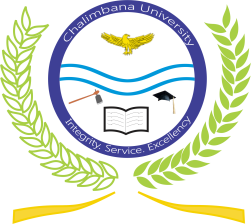 Chalimbana University
Integrity. Service. Excellency